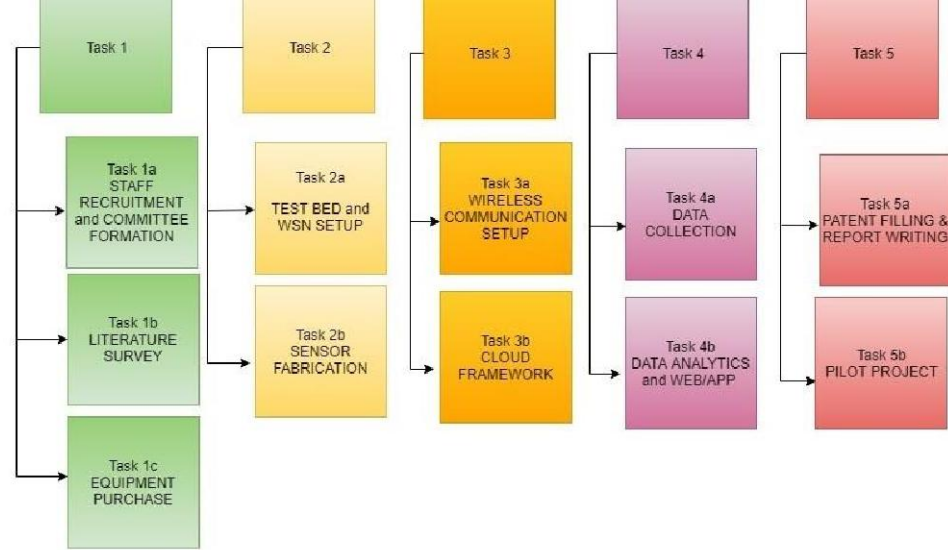 Task 1
Task 2
Task 3
Task 4
Task 5
Task 1a
STAFF
RECRUITMENT
and COMMITTEE
FORMATION
Task 2a
TEST BED and
WSN SETUP
Task 3a
WIRELESS
COMMUNICATION
SETUP
Task 4a
DATA
COLLECTION
Task 5a
PATENT FILLING &
REPORT WRITING
Task 1b
LITERATURE
SURVEY
Task 2b
SENSOR
FABRICATION
Task 3b
CLOUD
FRAMEWORK
Task 4b
DATA ANALYTICS
and WEB/APP
Task 5b
PILOT PROJECT
Task 1c
EQUIPMENT
PURCHASE